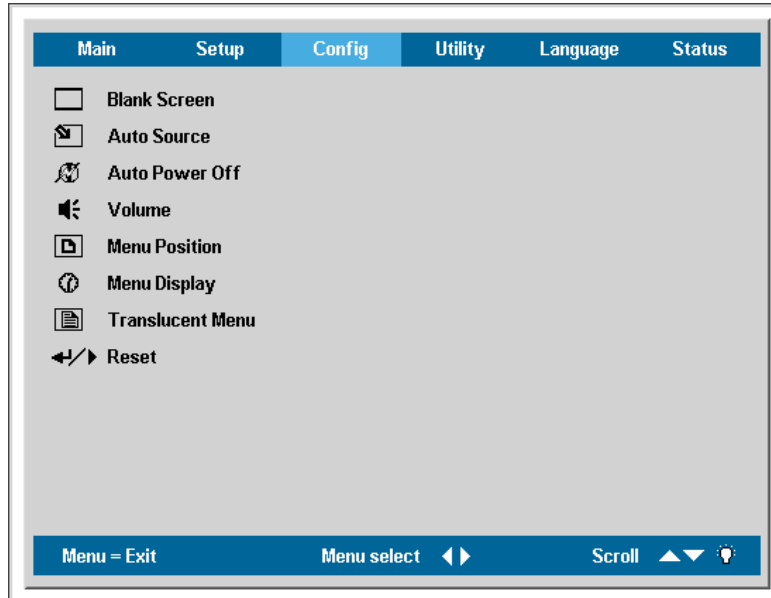 Main Setup Config Utility Language Status
Blank Screen
Auto Source
Auto Power Off
Volume
Menu Position
Menu Display
Translucent Menu
Reset
Menu = Exit Menu select Scroll